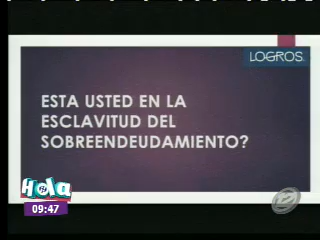 LOGROS
ESTA USTED EN LA
ESCLAVITUD DEL
SOBREENDEUDAMIENTO?
Hola
09:47